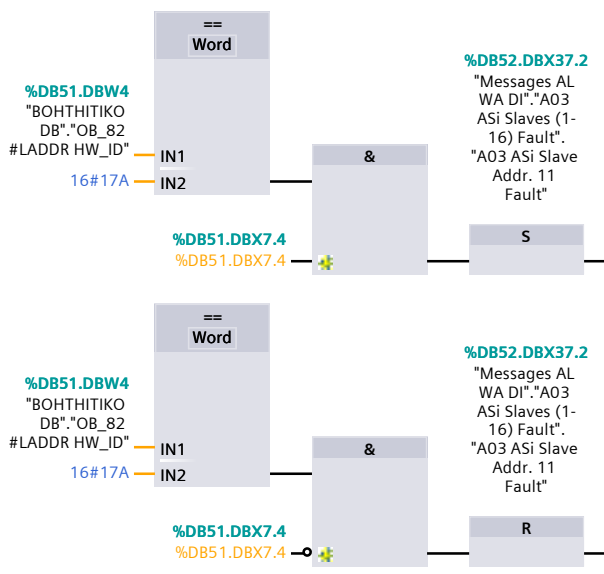 ==
Word
%DB51.DBW4
"BOHTHITIKO
DB"."OB_82
#LADDR HW_ID"
IN1
16#17A
IN2
%DB51.DBX7.4
%DB51.DBX7.4
&
%DB52.DBX37.2
"Messages AL
WA DI"."A03
ASi Slaves (1-
16) Fault".
"A03 ASi Slave
Addr. 11
Fault"
S
==
Word
%DB51.DBW4
"BOHTHITIKO
DB"."OB_82
#LADDR HW_ID"
IN1
16#17A
IN2
%DB51.DBX7.4
%DB51.DBX7.4
&
%DB52.DBX37.2
"Messages AL
WA DI"."A03
ASi Slaves (1-
16) Fault".
"A03 ASi Slave
Addr. 11
Fault"
R